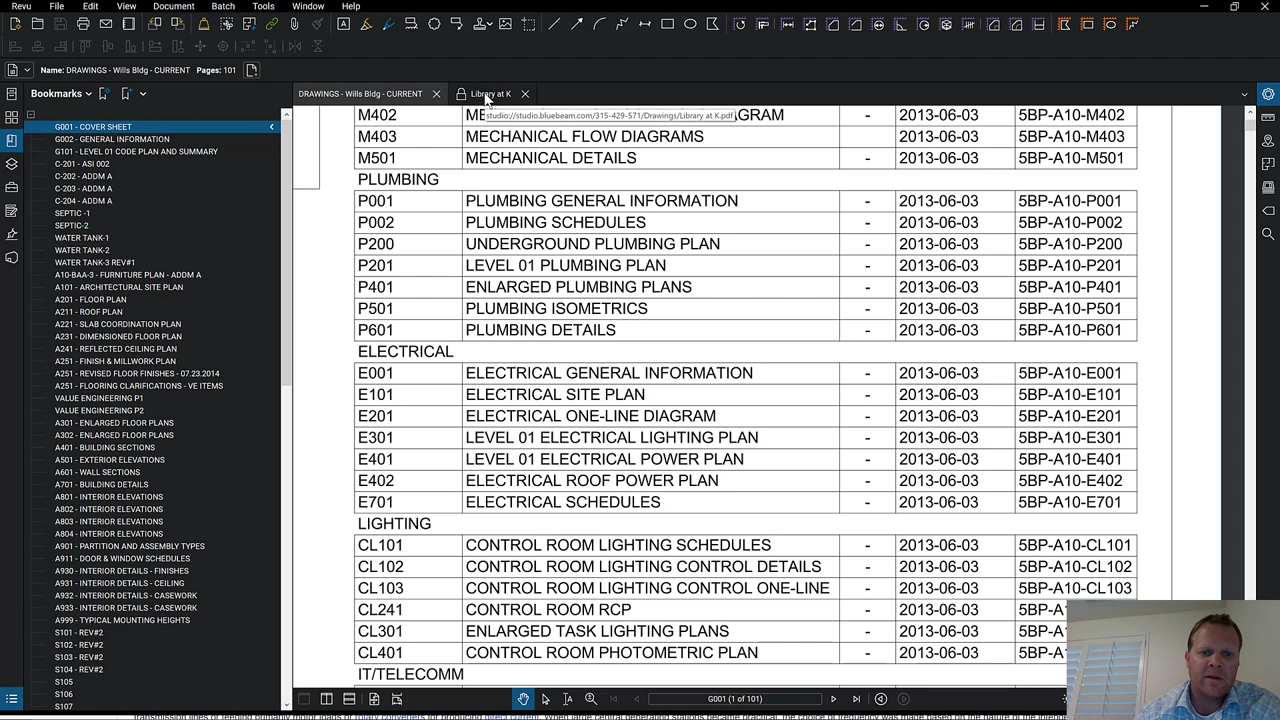 Revu File Edit View Document Batch Tools Window Help
Name: DRAWINGS - Wills Bldg - CURRENT Pages: 101
Bookmarks
DRAWINGS - Wills Bldg - CURRENT
Library at K
studio://studio.bluebeam.com/315-429-571/Drawings/Library at K.pdf
G001 - COVER SHEET
G002 - GENERAL INFORMATION
G101 - LEVEL 01 CODE PLAN AND SUMMARY
C-201 - ASI 002
C-202 - ADDM A
C-203 - ADDM A
C-204 - ADDM A
SEPTIC -1
SEPTIC-2
WATER TANK-1
WATER TANK-2
WATER TANK-3 REV#1
A10-BAA-3 - FURNITURE PLAN - ADDM A
A101 - ARCHITECTURAL SITE PLAN
A201 - FLOOR PLAN
A211 - ROOF PLAN
A221 - SLAB COORDINATION PLAN
A231 - DIMENSIONED FLOOR PLAN
A241 - REFLECTED CEILING PLAN
A251 - FINISH & MILLWORK PLAN
A251 - REVISED FLOOR FINISHES - 07.23.2014
A251 - FLOORING CLARIFICATIONS - VE ITEMS
VALUE ENGINEERING P1
VALUE ENGINEERING P2
A301 - ENLARGED FLOOR PLANS
A302 - ENLARGED FLOOR PLANS
A401 - BUILDING SECTIONS
A501 - EXTERIOR ELEVATIONS
A601 - WALL SECTIONS
A701 - BUILDING DETAILS
A801 - INTERIOR ELEVATIONS
A802 - INTERIOR ELEVATIONS
A803 - INTERIOR ELEVATIONS
A804 - INTERIOR ELEVATIONS
A901 - PARTITION AND ASSEMBLY TYPES
A911 - DOOR & WINDOW SCHEDULES
A930 - INTERIOR DETAILS - FINISHES
A931 - INTERIOR DETAILS - CEILING
A932 - INTERIOR DETAILS - CASEWORK
A933 - INTERIOR DETAILS - CASEWORK
A999 - TYPICAL MOUNTING HEIGHTS
S101 - REV#2
S102 - REV#2
S103 - REV#2
S104 - REV#2
S105
S106
S107
M402 AGRAM - 2013-06-03 5BP-A10-M402
M403 MECHANICAL FLOW DIAGRAMS - 2013-06-03 5BP-A10-M403
M501 MECHANICAL DETAILS - 2013-06-03 5BP-A10-M501
PLUMBING
P001 PLUMBING GENERAL INFORMATION - 2013-06-03 5BP-A10-P001
P002 PLUMBING SCHEDULES - 2013-06-03 5BP-A10-P002
P200 UNDERGROUND PLUMBING PLAN - 2013-06-03 5BP-A10-P200
P201 LEVEL 01 PLUMBING PLAN - 2013-06-03 5BP-A10-P201
P401 ENLARGED PLUMBING PLANS - 2013-06-03 5BP-A10-P401
P501 PLUMBING ISOMETRICS - 2013-06-03 5BP-A10-P501
P601 PLUMBING DETAILS - 2013-06-03 5BP-A10-P601
ELECTRICAL
E001 ELECTRICAL GENERAL INFORMATION - 2013-06-03 5BP-A10-E001
E101 ELECTRICAL SITE PLAN - 2013-06-03 5BP-A10-E101
E201 ELECTRICAL ONE-LINE DIAGRAM - 2013-06-03 5BP-A10-E201
E301 LEVEL 01 ELECTRICAL LIGHTING PLAN - 2013-06-03 5BP-A10-E301
E401 LEVEL 01 ELECTRICAL POWER PLAN - 2013-06-03 5BP-A10-E401
E402 ELECTRICAL ROOF POWER PLAN - 2013-06-03 5BP-A10-E402
E701 ELECTRICAL SCHEDULES - 2013-06-03 5BP-A10-E701
LIGHTING
CL101 CONTROL ROOM LIGHTING SCHEDULES - 2013-06-03 5BP-A10-CL101
CL102 CONTROL ROOM LIGHTING CONTROL DETAILS - 2013-06-03 5BP-A10-CL102
CL103 CONTROL ROOM LIGHTING CONTROL ONE-LINE - 2013-06-03 5BP-A10-CL103
CL241 CONTROL ROOM RCP - 2013-06-03 5BP-A
CL301 ENLARGED TASK LIGHTING PLANS - 2013-06-03 5BP-A
CL401 CONTROL ROOM PHOTOMETRIC PLAN - 2013-06-03 5BP-A
IT/TELECOMM
G001 (1 of 101)